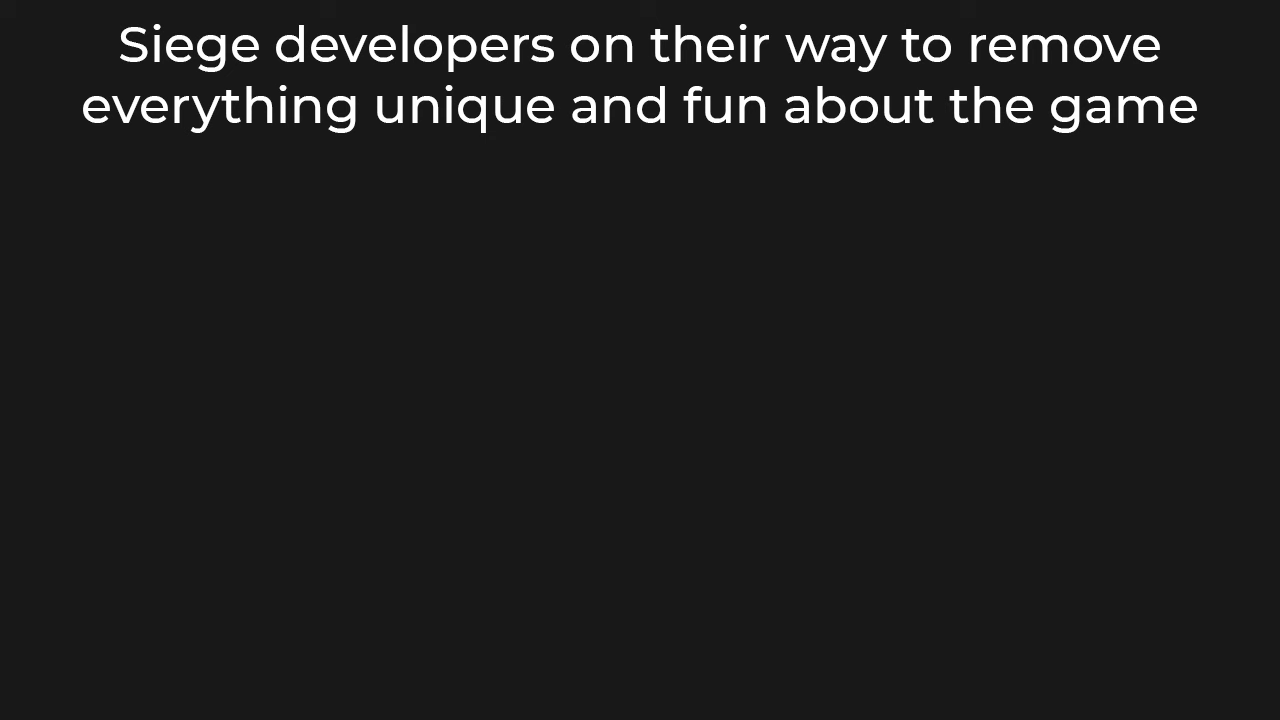 Siege developers on their way to remove
everything unique and fun about the game